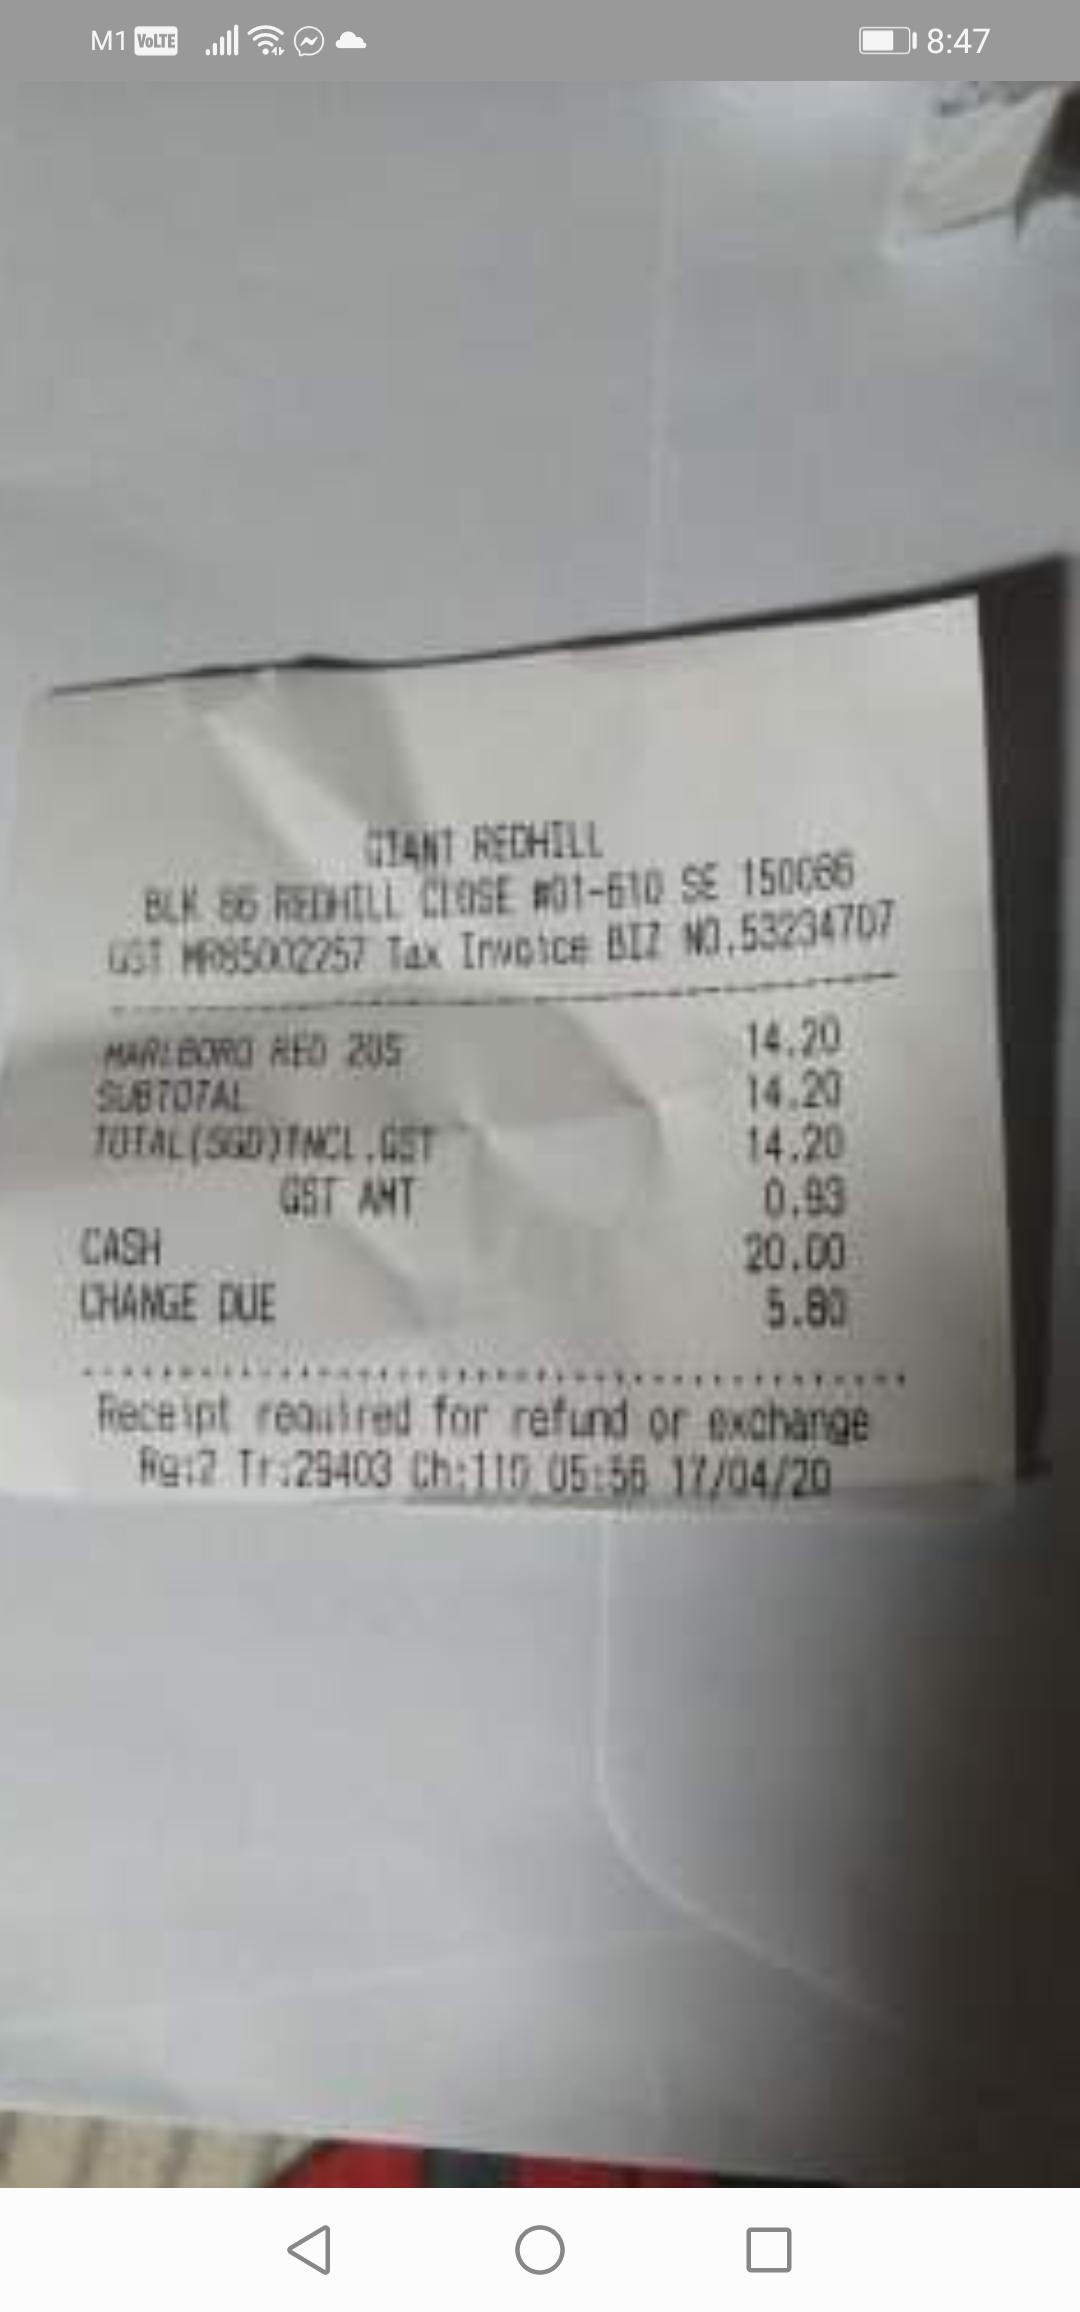 M1 VoLTE 8:47
GIANT REDHILL
BLK 86 REDHILL CLOSE #01-610 SE 150086
GST MR85002257 Tax Invoice BIZ NO.53234707
MARLBORO RED 20S 14.20
SUBTOTAL 14.20
TOTAL(SGD)INCL.GST 14.20
GST AMT 0.93
CASH 20.00
CHANGE DUE 5.80
Receipt required for refund or exchange
Rg:2 Tr:29403 Ch:110 05:56 17/04/20